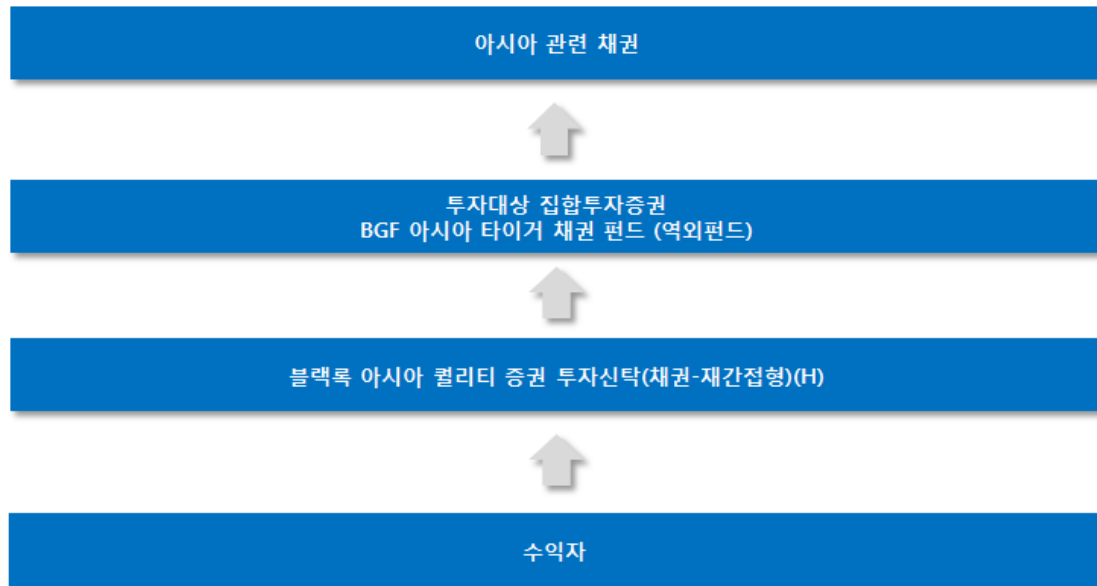 아시아 관련 채권
투자대상 집합투자증권
BGF 아시아 타이거 채권 펀드 (역외펀드)
블랙록 아시아 퀄리티 증권 투자신탁(채권-재간접형)(H)
수익자